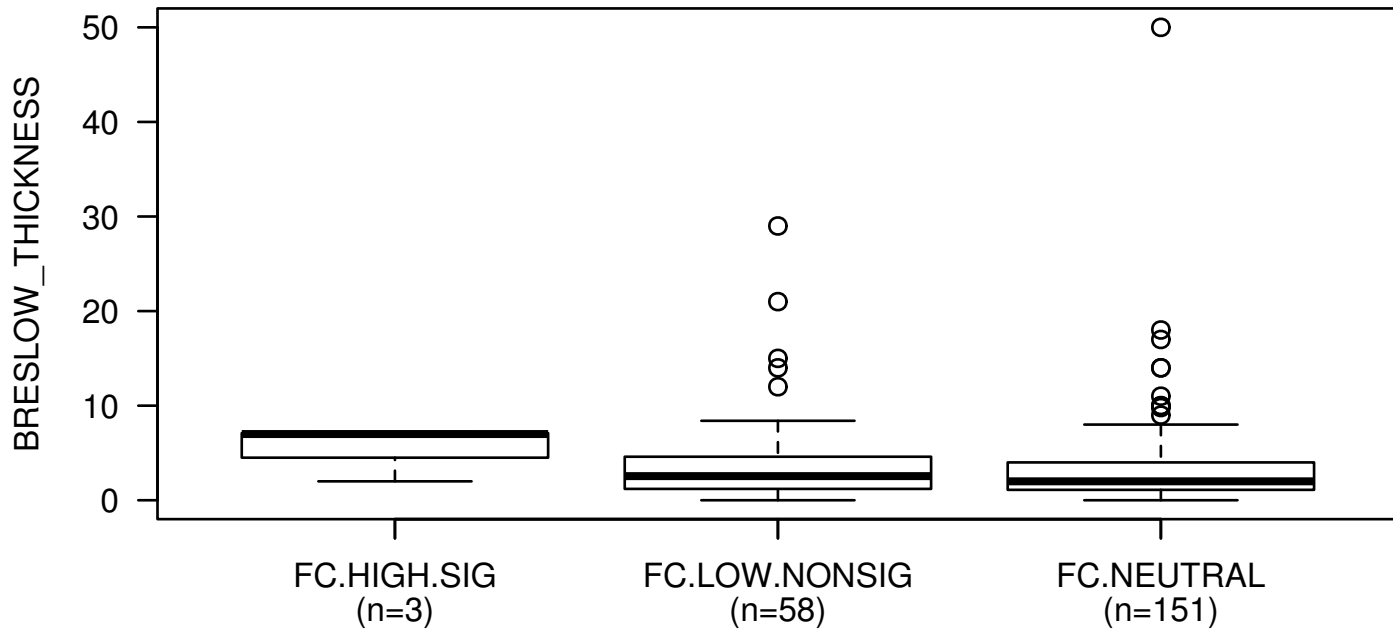 BRESLOW_THICKNESS
50
40
30
20
10
0
FC.HIGH.SIG
(n=3)
FC.LOW.NONSIG
(n=58)
FC.NEUTRAL
(n=151)